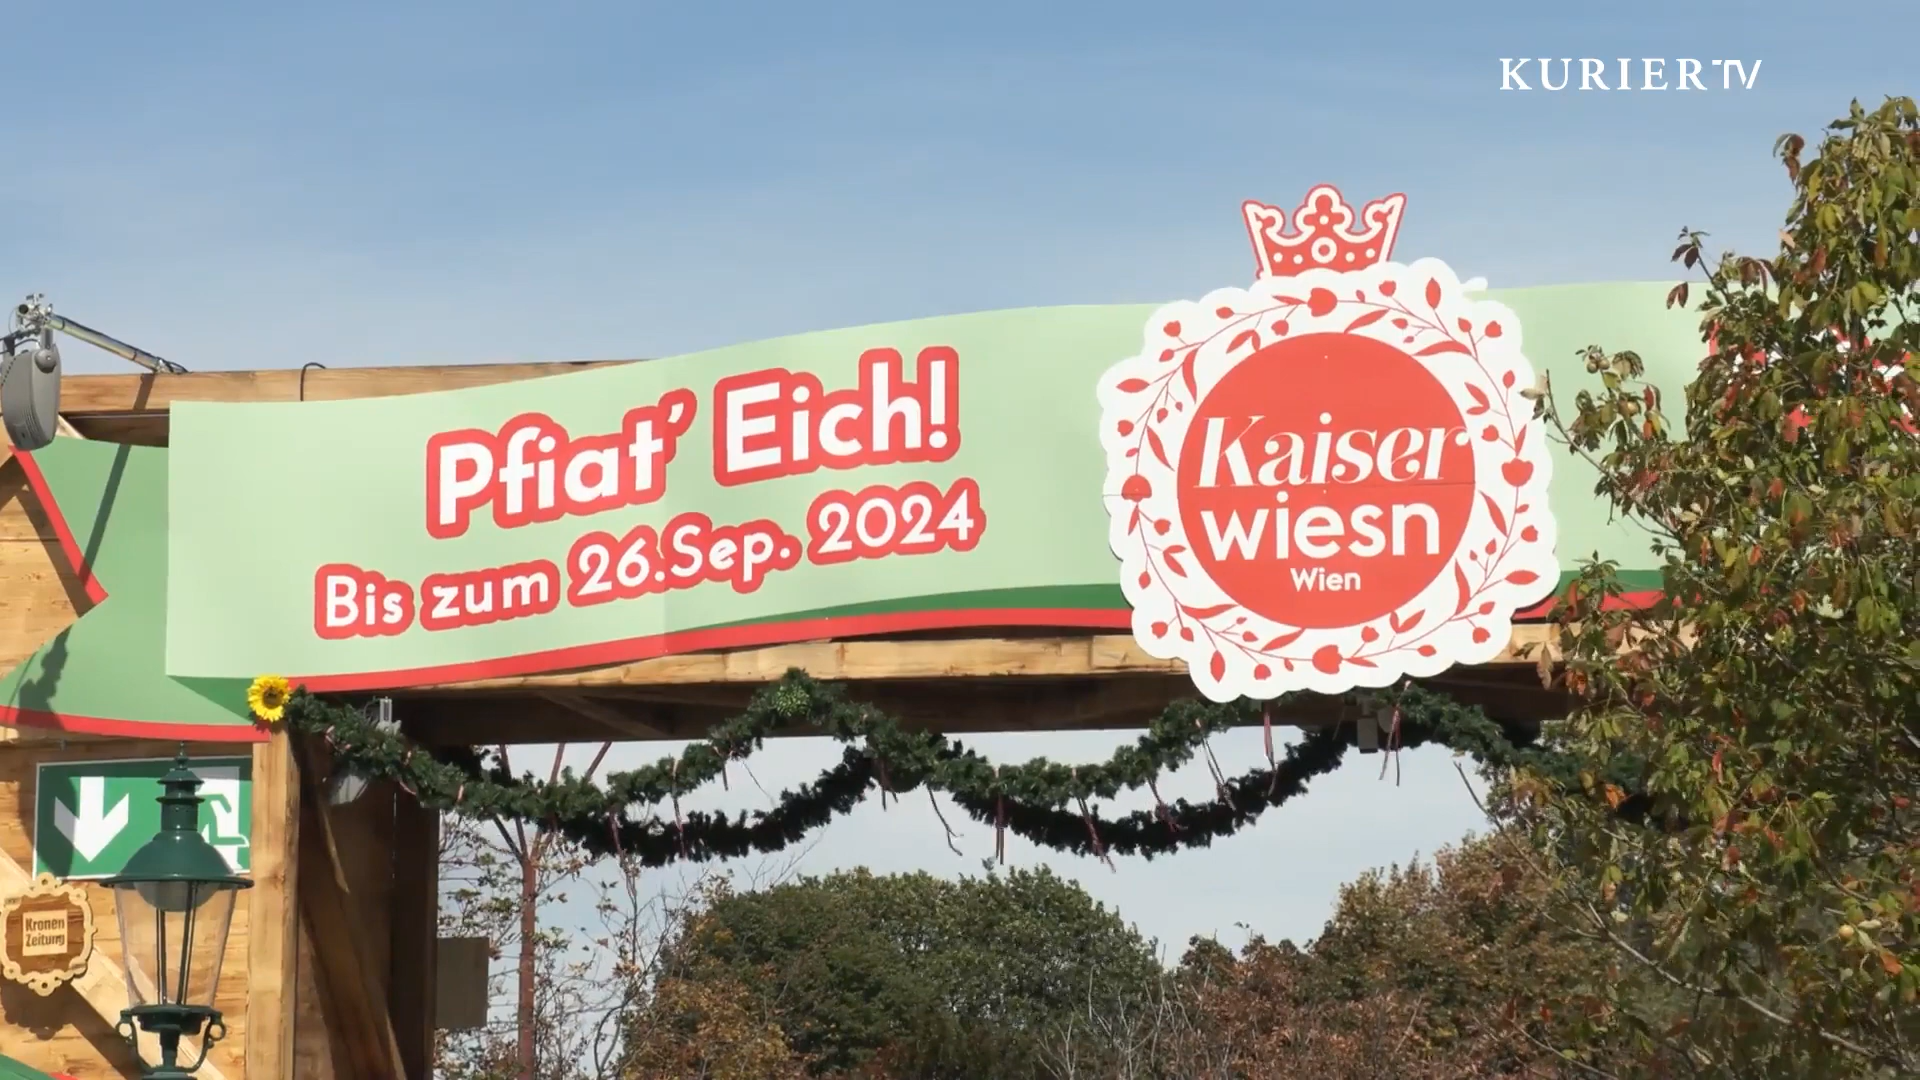 KURIER TV
Pfiat' Eich!
Bis zum 26.Sep. 2024
Kaiser
wiesn
Wien
Kronen
Zeitung